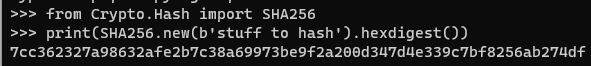 >>> from Crypto.Hash import SHA256
>>> print(SHA256.new(b'stuff to hash').hexdigest())
7cc362327a98632afe2b7c38a69973be9f2a200d347d4e339c7bf8256ab274df